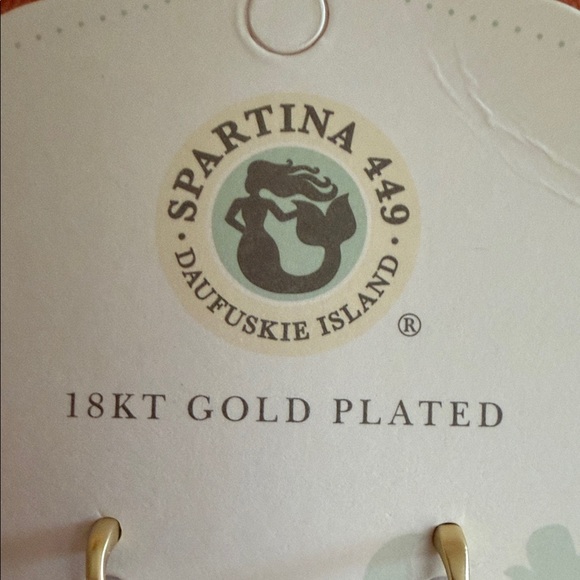 SPARTINA 449
· DAUFUSKIE ISLAND ·
®
18KT GOLD PLATED